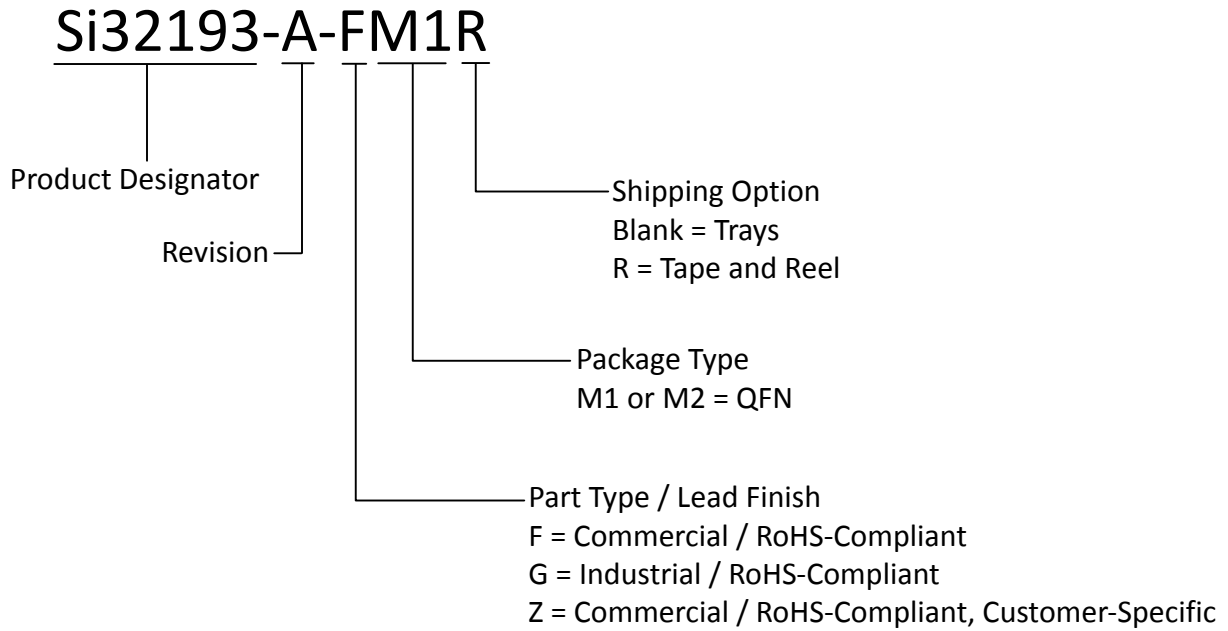 Si32193-A-FM1R
Product Designator
Revision
Shipping Option
Blank = Trays
R = Tape and Reel
Package Type
M1 or M2 = QFN
Part Type / Lead Finish
F = Commercial / RoHS-Compliant
G = Industrial / RoHS-Compliant
Z = Commercial / RoHS-Compliant, Customer-Specific